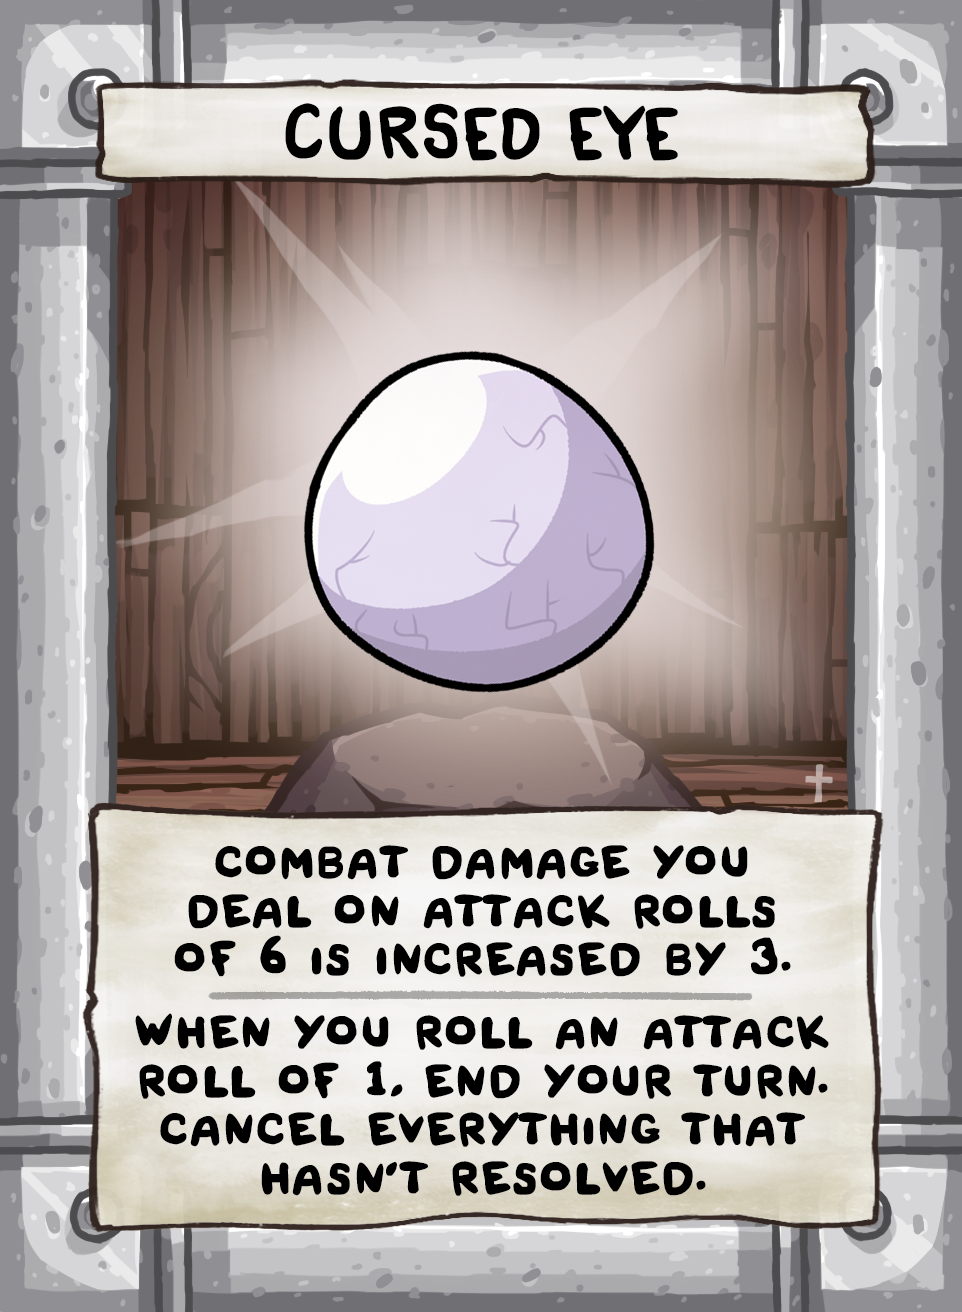 CURSED EYE
COMBAT DAMAGE YOU
DEAL ON ATTACK ROLLS
OF 6 IS INCREASED BY 3.
WHEN YOU ROLL AN ATTACK
ROLL OF 1, END YOUR TURN.
CANCEL EVERYTHING THAT
HASN'T RESOLVED.